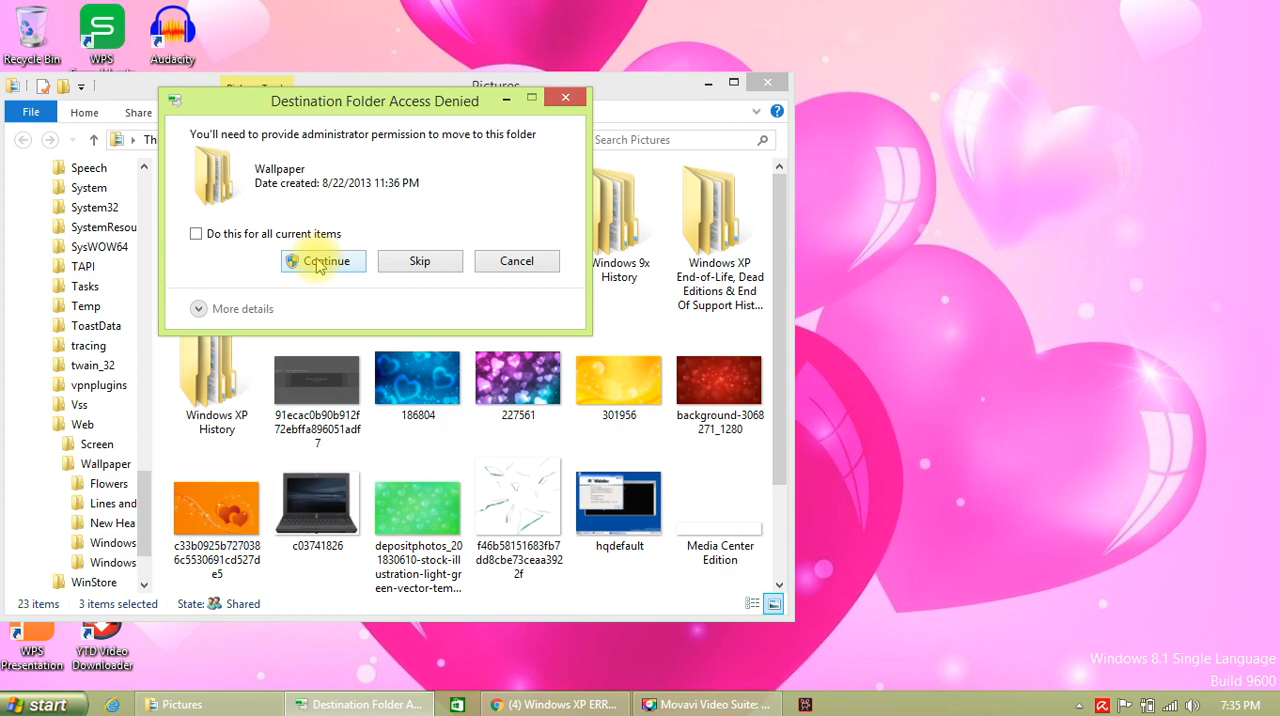 Recycle Bin
WPS
Audacity
Pictures
File
Home
Share
Search Pictures
Destination Folder Access Denied
You'll need to provide administrator permission to move to this folder
Wallpaper
Date created: 8/22/2013 11:36 PM
Do this for all current items
Continue
Skip
Cancel
More details
Speech
System
System32
SystemResou
SysWOW64
TAPI
Tasks
Temp
ToastData
tracing
twain_32
vpnplugins
Vss
Web
Screen
Wallpaper
Flowers
Lines and
New Hea
Windows
Windows
WinStore
Windows 9x
History
Windows XP
End-of-Life, Dead
Editions & End
Of Support Hist...
Windows XP
History
91ecac0b90b912f
72ebffa896051adf
7
186804
227561
301956
background-3068
271_1280
c33b0925b727038
6c5530691cd527d
e5
c03741826
depositphotos_20
1830610-stock-ill
ustration-light-gr
een-vector-tem...
f46b58151683fb7
dd8cbe73ceaa392
2f
hqdefault
Media Center
Edition
23 items
3 items selected
State:
Shared
WPS
Presentation
YTD Video
Downloader
Windows 8.1 Single Language
Build 9600
start
Pictures
Destination Folder A...
(4) Windows XP ERR...
Movavi Video Suite: ...
7:35 PM